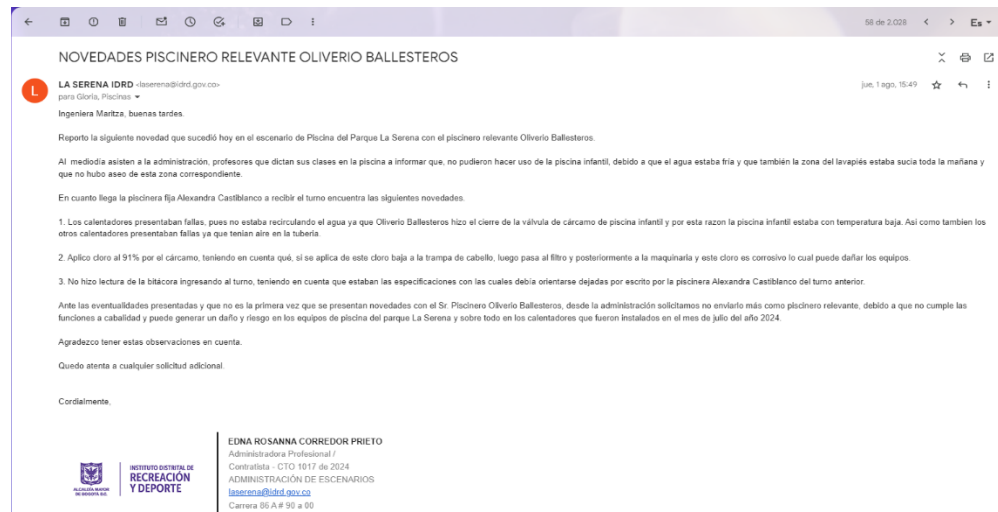 58 de 2.028
Es
NOVEDADES PISCINERO RELEVANTE OLIVERIO BALLESTEROS
L
LA SERENA IDRD <laserena@idrd.gov.co>
jue, 1 ago, 15:49
para Gloria, Piscinas
Ingeniera Maritza, buenas tardes.
Reporto la siguiente novedad que sucedió hoy en el escenario de Piscina del Parque La Serena con el piscinero relevante Oliverio Ballesteros.
Al mediodía asisten a la administración, profesores que dictan sus clases en la piscina a informar que, no pudieron hacer uso de la piscina infantil, debido a que el agua estaba fría y que también la zona del lavapiés estaba sucia toda la mañana y
que no hubo aseo de esta zona correspondiente.
En cuanto llega la piscinera fija Alexandra Castiblanco a recibir el turno encuentra las siguientes novedades.
1. Los calentadores presentaban fallas, pues no estaba recirculando el agua ya que Oliverio Ballesteros hizo el cierre de la válvula de cárcamo de piscina infantil y por esta razon la piscina infantil estaba con temperatura baja. Así como tambien los
otros calentadores presentaban fallas ya que tenian aire en la tuberia.
2. Aplico cloro al 91% por el cárcamo, teniendo en cuenta qué, si se aplica de este cloro baja a la trampa de cabello, luego pasa al filtro y posteriormente a la maquinaria y este cloro es corrosivo lo cual puede dañar los equipos.
3. No hizo lectura de la bitácora ingresando al turno, teniendo en cuenta que estaban las especificaciones con las cuales debía orientarse dejadas por escrito por la piscinera Alexandra Castiblanco del turno anterior.
Ante las eventualidades presentadas y que no es la primera vez que se presentan novedades con el Sr. Piscinero Oliverio Ballesteros, desde la administración solicitamos no enviarlo más como piscinero relevante, debido a que no cumple las
funciones a cabalidad y puede generar un daño y riesgo en los equipos de piscina del parque La Serena y sobre todo en los calentadores que fueron instalados en el mes de julio del año 2024.
Agradezco tener estas observaciones en cuenta.
Quedo atenta a cualquier solicitud adicional.
Cordialmente,
EDNA ROSANNA CORREDOR PRIETO
Administradora Profesional /
Contratista - CTO 1017 de 2024
ADMINISTRACIÓN DE ESCENARIOS
laserena@idrd.gov.co
Carrera 86 A # 90 a 00
ALCALDÍA MAYOR
DE BOGOTÁ D.C.
INSTITUTO DISTRITAL DE
RECREACIÓN
Y DEPORTE